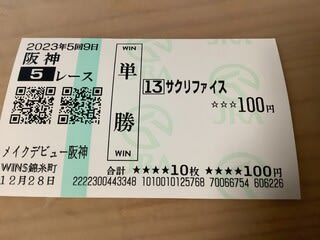 2023年5回9日
阪神
5レース
WIN
単勝
WIN
13 サクリファイス
☆☆☆100円
JRA
メイクデビュー阪神
WINS錦糸町
12月28日
合計 ★★★★10枚 ★★★★100円
2222300443348 1010010125768 70066754 606226